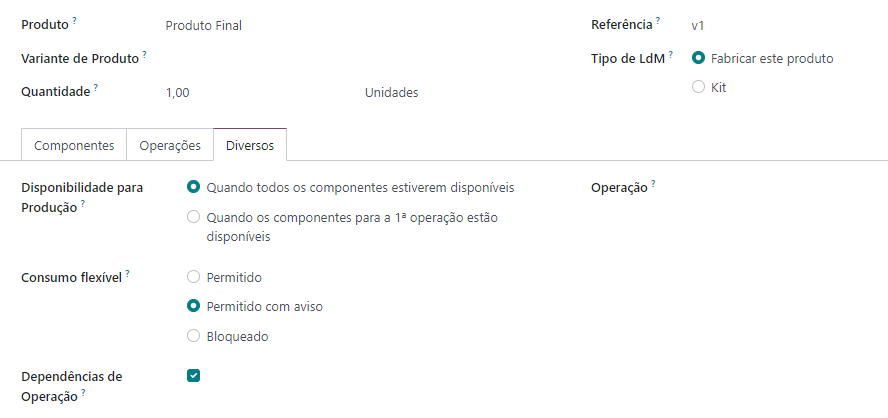 Produto ?
Produto Final
Referência ?
v1
Variante de Produto ?
Tipo de LdM ?
Fabricar este produto
Kit
Quantidade ?
1,00
Unidades
Componentes
Operações
Diversos
Disponibilidade para
Produção ?
Quando todos os componentes estiverem disponíveis
Quando os componentes para a 1ª operação estão
disponíveis
Operação ?
Consumo flexível ?
Permitido
Permitido com aviso
Bloqueado
Dependências de
Operação ?